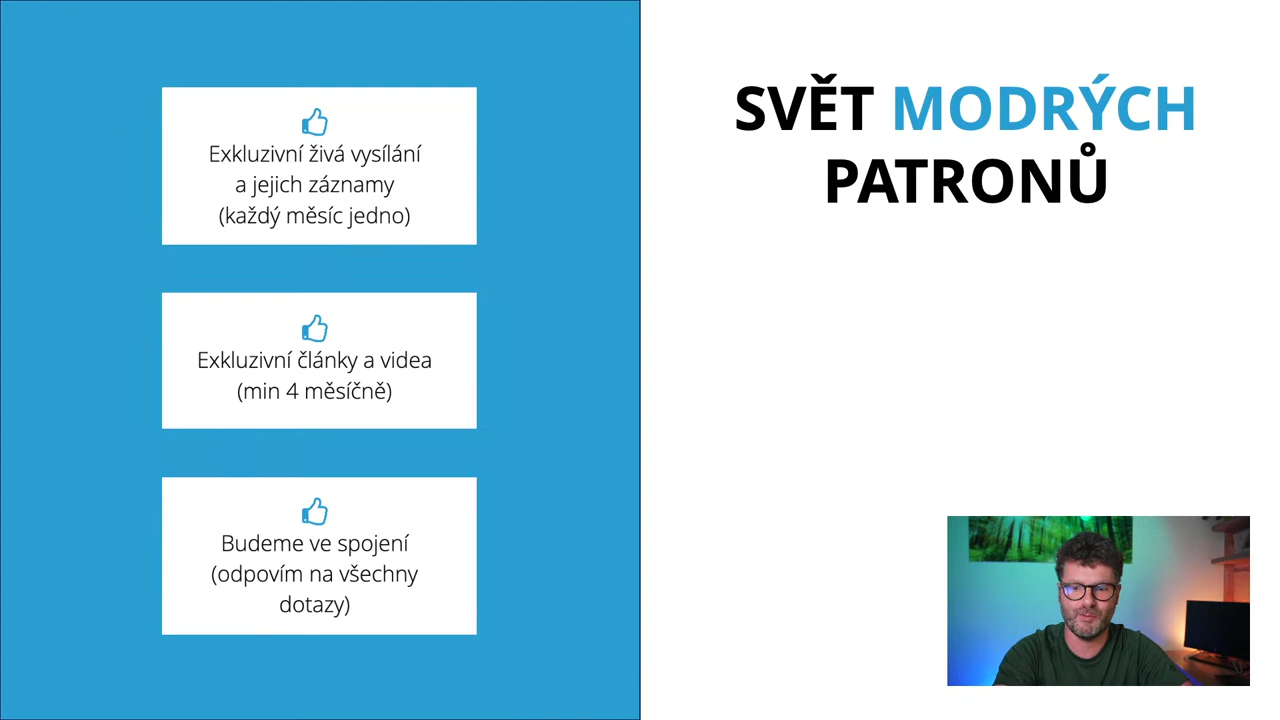 Exkluzivní živá vysílání
a jejich záznamy
(každý měsíc jedno)
Exkluzivní články a videa
(min 4 měsíčně)
Budeme ve spojení
(odpovím na všechny
dotazy)
SVĚT MODRÝCH
PATRONŮ